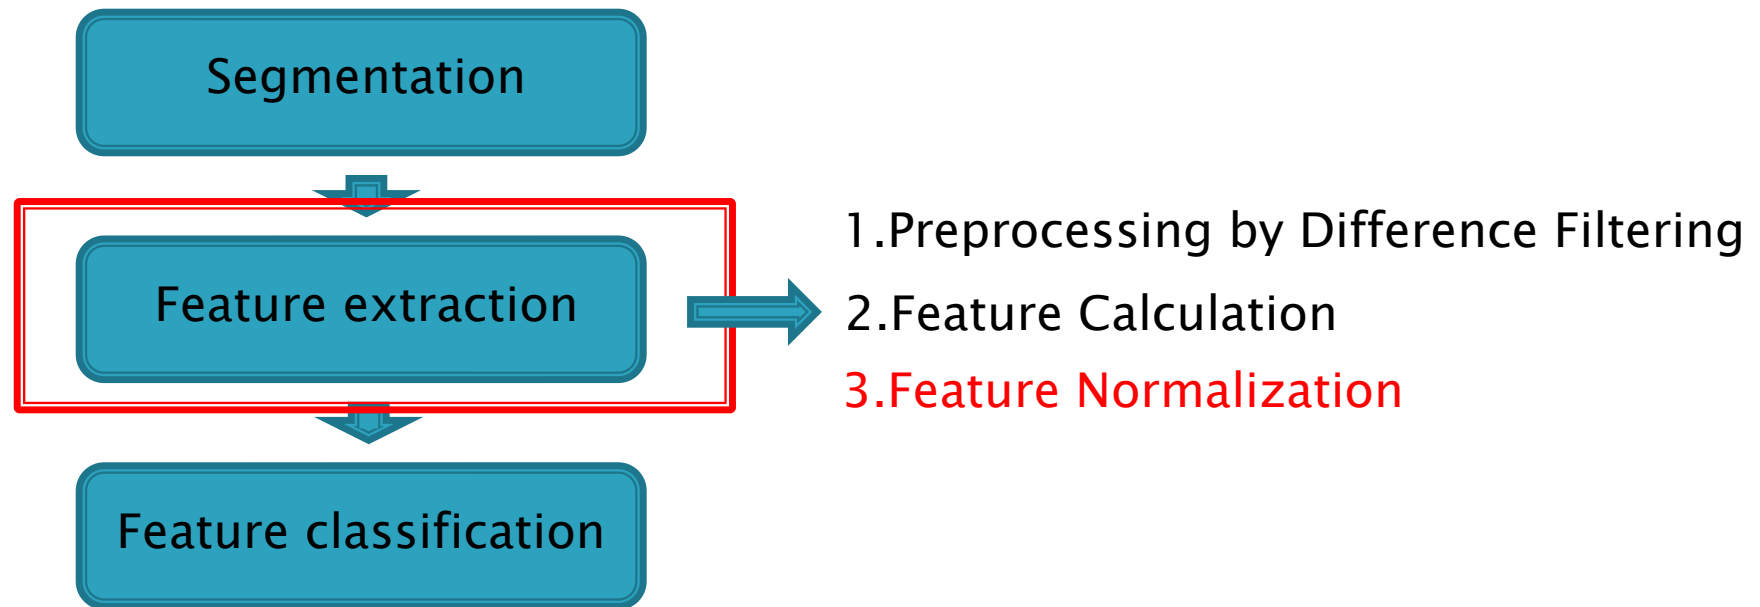 Segmentation
Feature extraction
1.Preprocessing by Difference Filtering
2.Feature Calculation
3.Feature Normalization
Feature classification